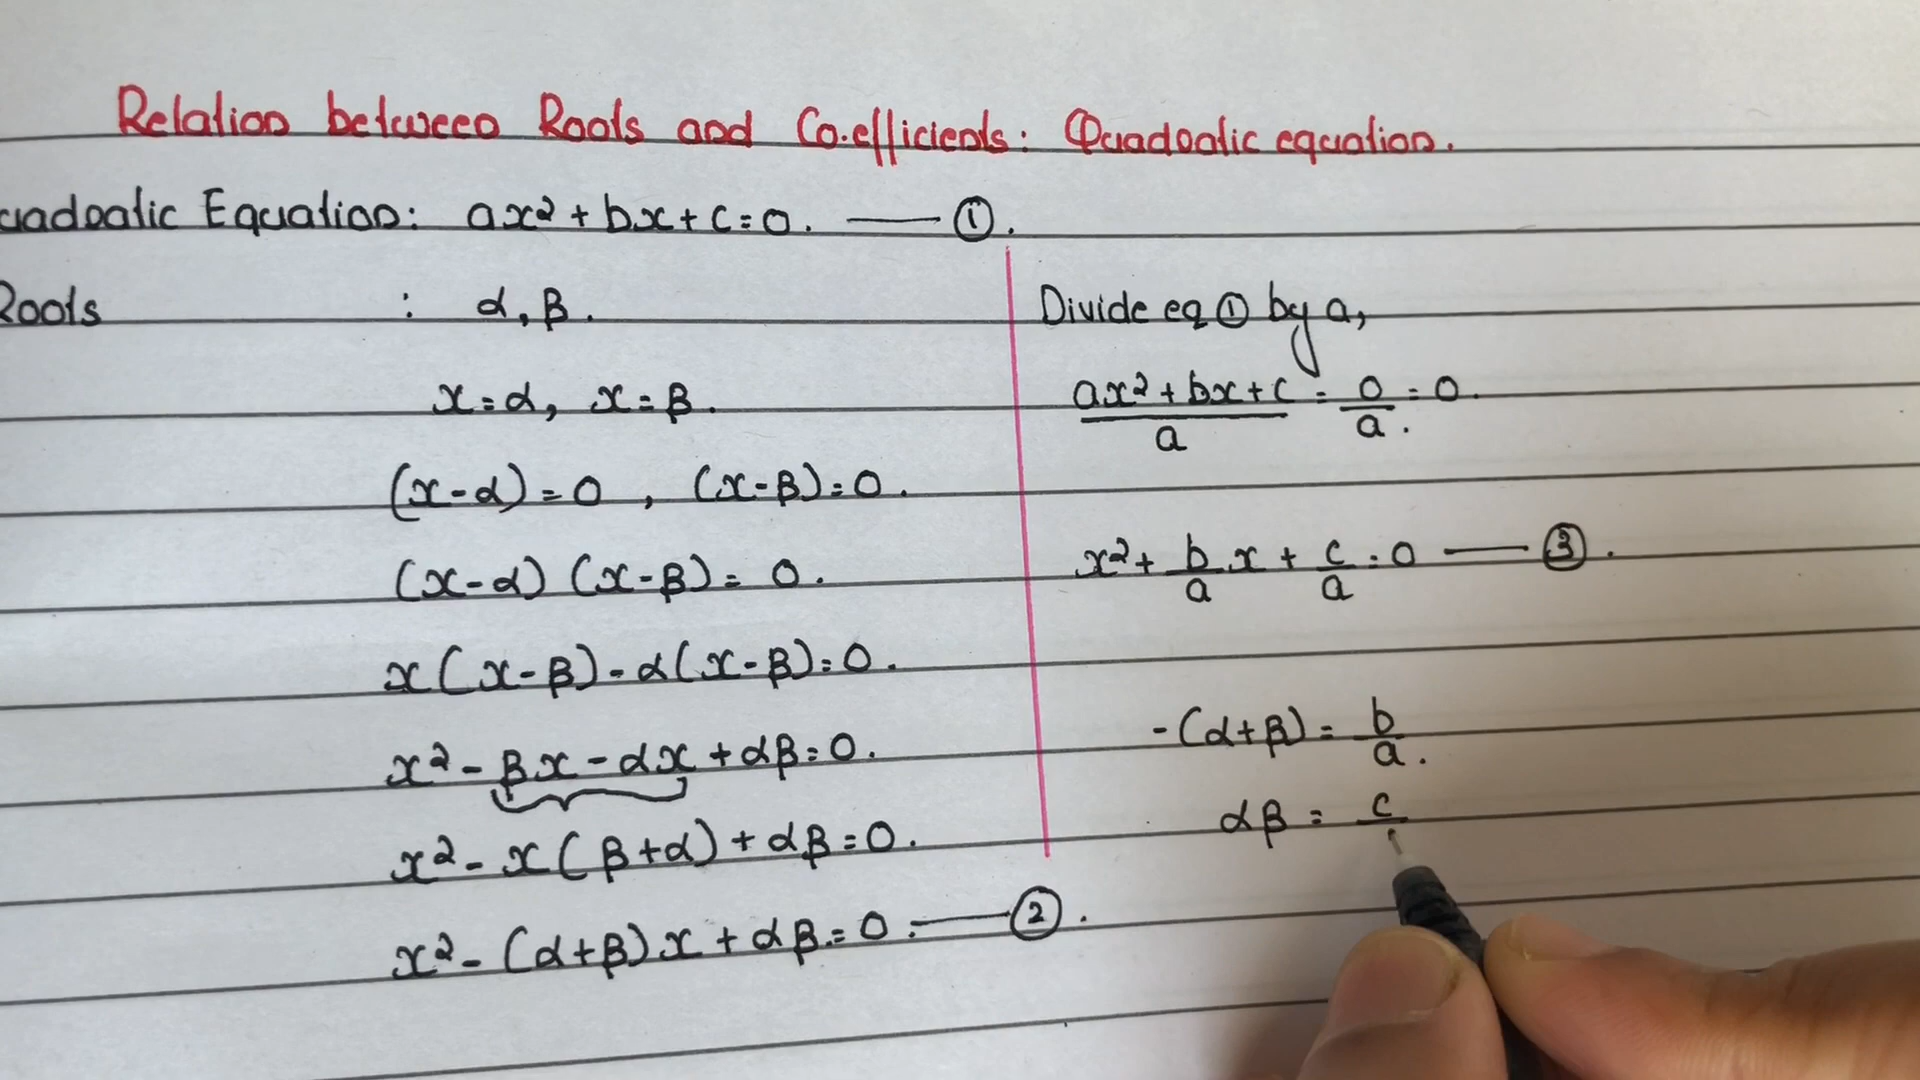 Relation between Roots and Co.efficients: Quadratic equation.
uadratic Equation: ax² + bx + c = 0. —— ①.
Roots : α, β.
x = α, x = β.
(x-α) = 0 , (x-β) = 0.
(x-α) (x-β) = 0.
x(x-β) - α(x-β) = 0.
x² - βx - αx + αβ = 0.
x² - x(β+α) + αβ = 0.
x² - (α+β)x + αβ = 0. —— ②.
Divide eq ① by a,
ax² + bx + c / a = 0 / a. = 0.
x² + b/a x + c/a = 0 —— ③.
-(α+β) = b/a.
αβ = c/